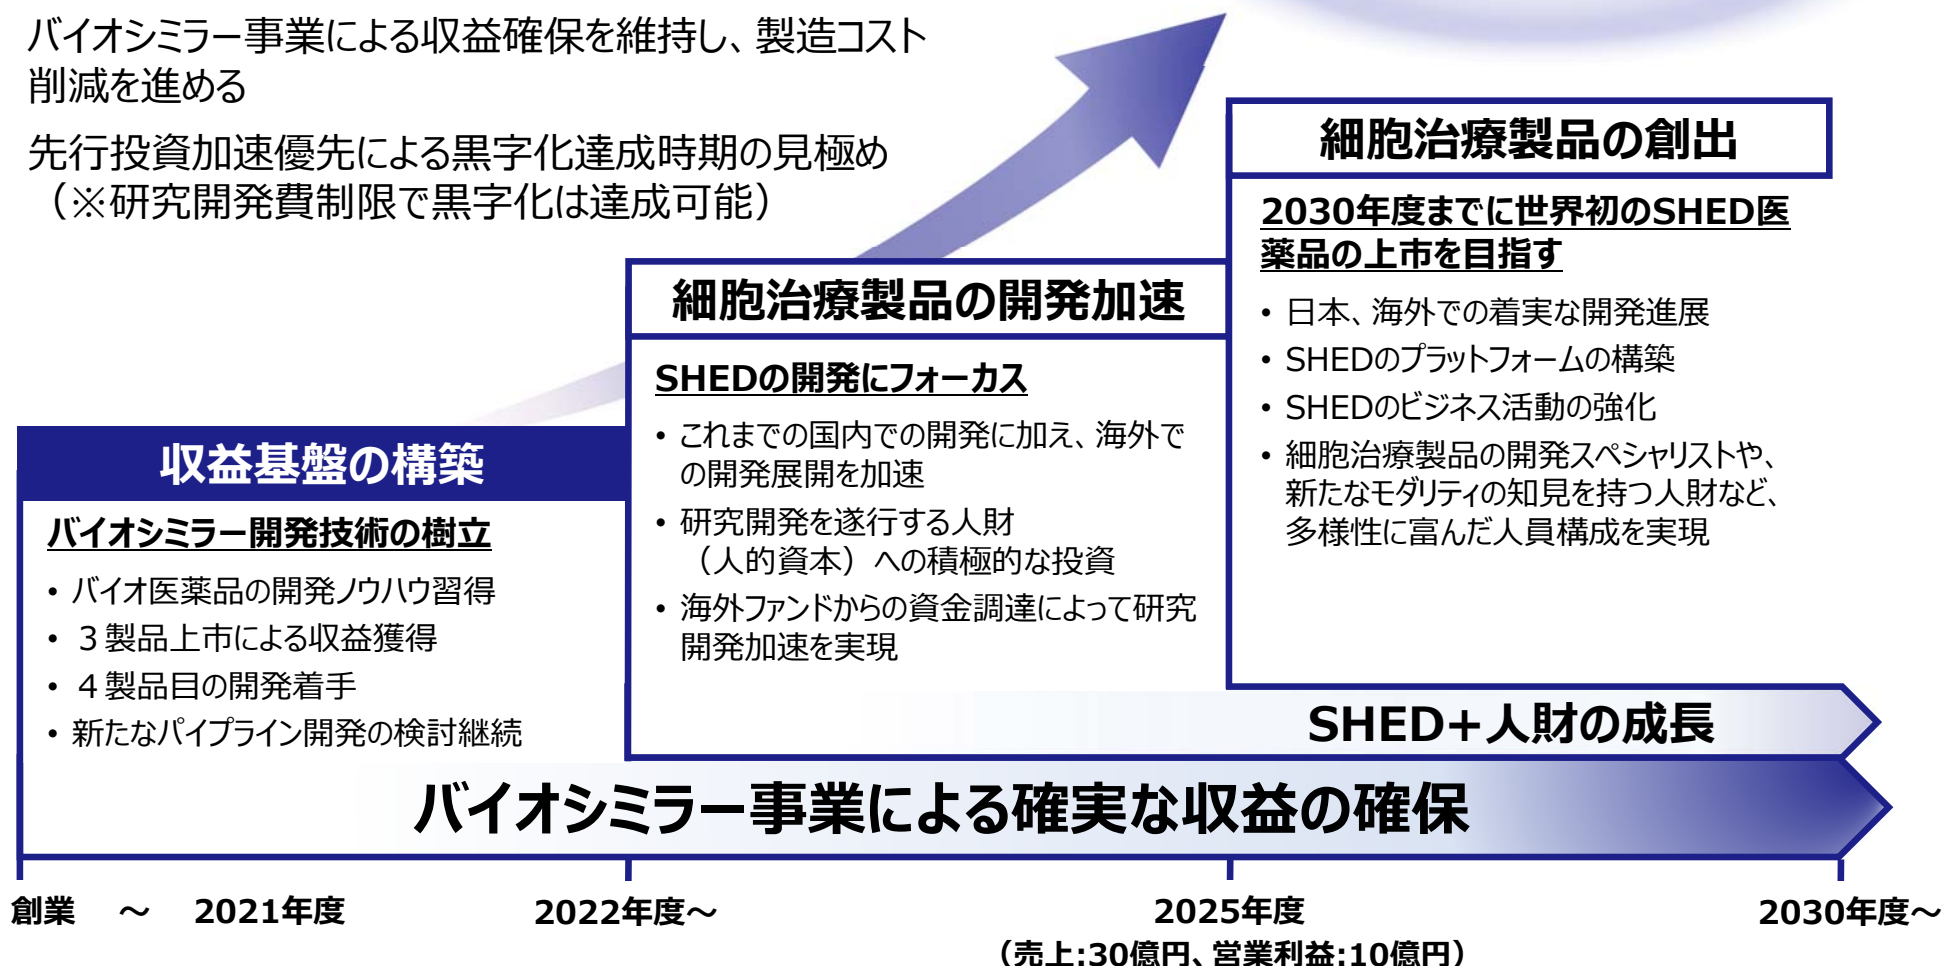 バイオシミラー事業による収益確保を維持し、製造コスト
削減を進める
先行投資加速優先による黒字化達成時期の見極め
（※研究開発費制限で黒字化は達成可能）
細胞治療製品の創出
2030年度までに世界初のSHED医
薬品の上市を目指す
• 日本、海外での着実な開発進展
• SHEDのプラットフォームの構築
• SHEDのビジネス活動の強化
• 細胞治療製品の開発スペシャリストや、
新たなモダリティの知見を持つ人財など、
多様性に富んだ人員構成を実現
細胞治療製品の開発加速
SHEDの開発にフォーカス
• これまでの国内での開発に加え、海外で
の開発展開を加速
• 研究開発を遂行する人財
（人的資本）への積極的な投資
• 海外ファンドからの資金調達によって研究
開発加速を実現
収益基盤の構築
バイオシミラー開発技術の樹立
• バイオ医薬品の開発ノウハウ習得
• ３製品上市による収益獲得
• ４製品目の開発着手
• 新たなパイプライン開発の検討継続
SHED+人財の成長
バイオシミラー事業による確実な収益の確保
創業 ～ 2021年度
2022年度～
2025年度
（売上:30億円、営業利益:10億円）
2030年度～